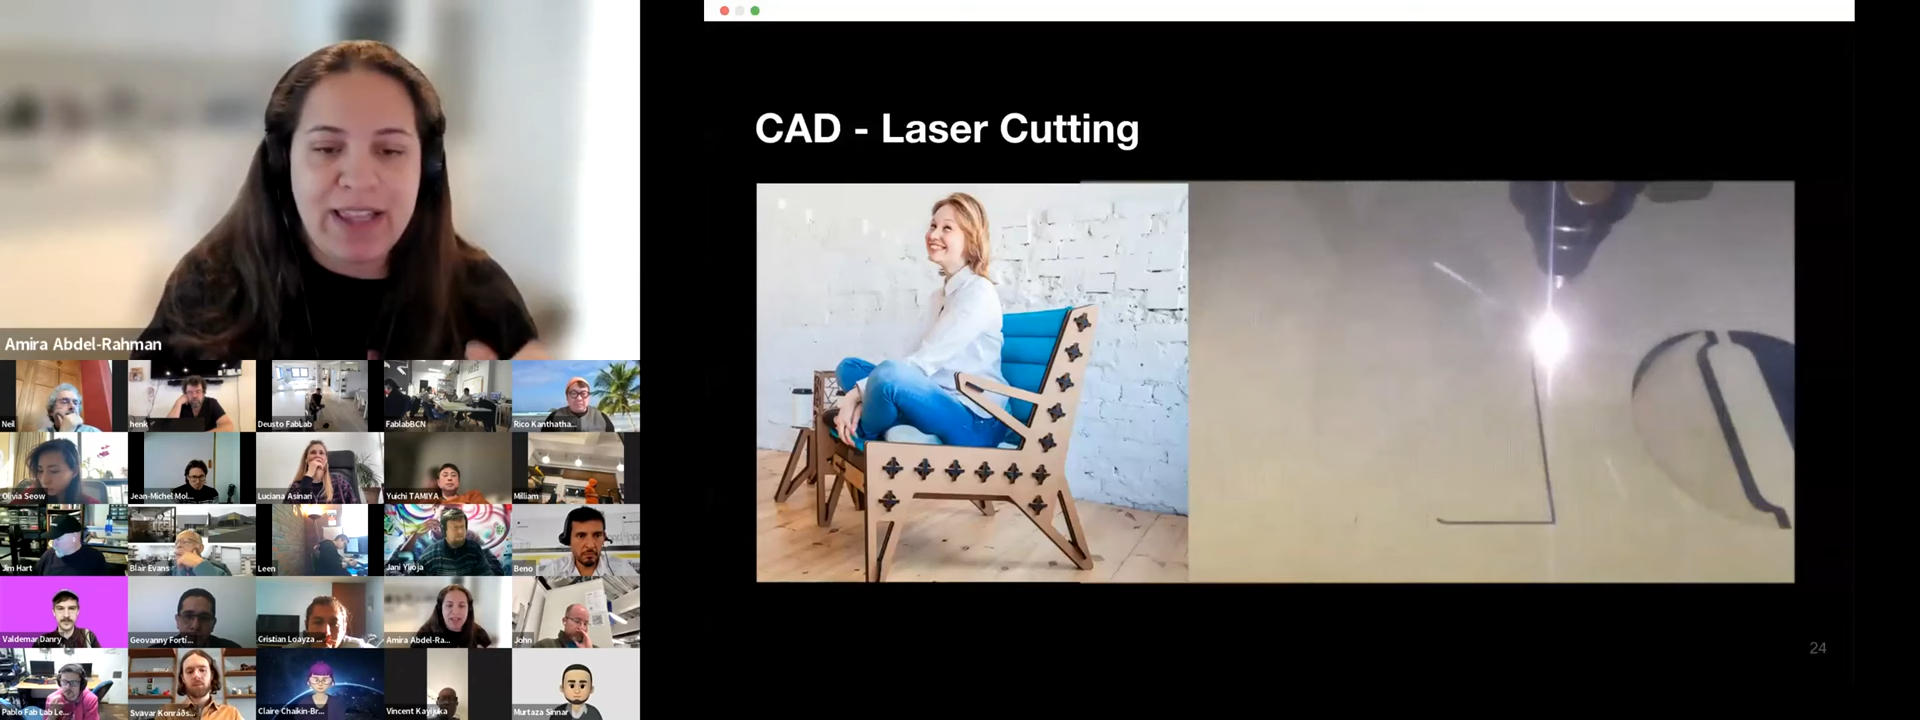 CAD - Laser Cutting
24
Amira Abdel-Rahman
Neil
henk
Deusto FabLab
FablabBCN
Rico Kanthatha...
Olivia Seow
Jean-Michel Mol...
Luciana Asinari
Yuichi TAMIYA
Milliam
Jim Hart
Blair Evans
Leen
Jani Ylioja
Beno
Valdemar Danry
Geovanny Forti...
Cristian Loayza ...
Amira Abdel-Ra...
John
Pablo Fab Lab Le...
Svavar Konráðs...
Claire Chaikin-Br...
Vincent Kayijuka
Murtaza Sinnar